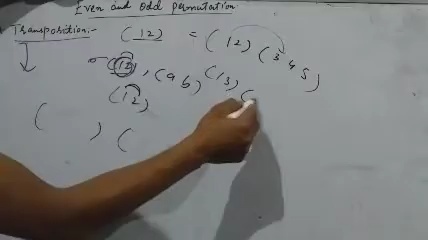 Even and odd permutation
Transposition:- (12) = (12) (3 4 5)
(12), (a b) (13) (
(12)
( ) (